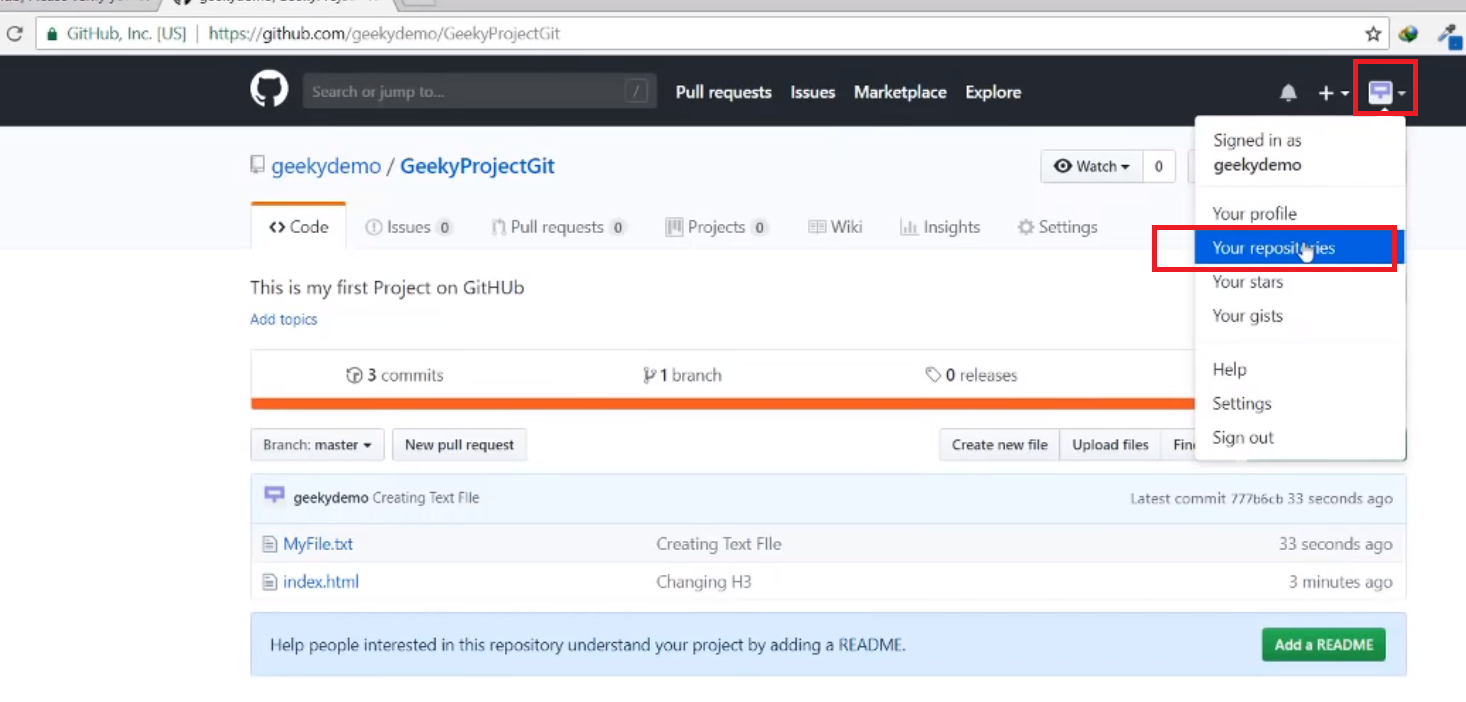 GitHub, Inc. [US] | https://github.com/geekydemo/GeekyProjectGit
Search or jump to... /
Pull requests Issues Marketplace Explore
Signed in as
geekydemo
Your profile
Your repositories
Your stars
Your gists
Help
Settings
Sign out
geekydemo / GeekyProjectGit
Watch 0
Code Issues 0 Pull requests 0 Projects 0 Wiki Insights Settings
This is my first Project on GitHUb
Add topics
3 commits 1 branch 0 releases
Branch: master New pull request Create new file Upload files
geekydemo Creating Text FIle Latest commit 777b6cb 33 seconds ago
MyFile.txt Creating Text FIle 33 seconds ago
index.html Changing H3 3 minutes ago
Help people interested in this repository understand your project by adding a README. Add a README